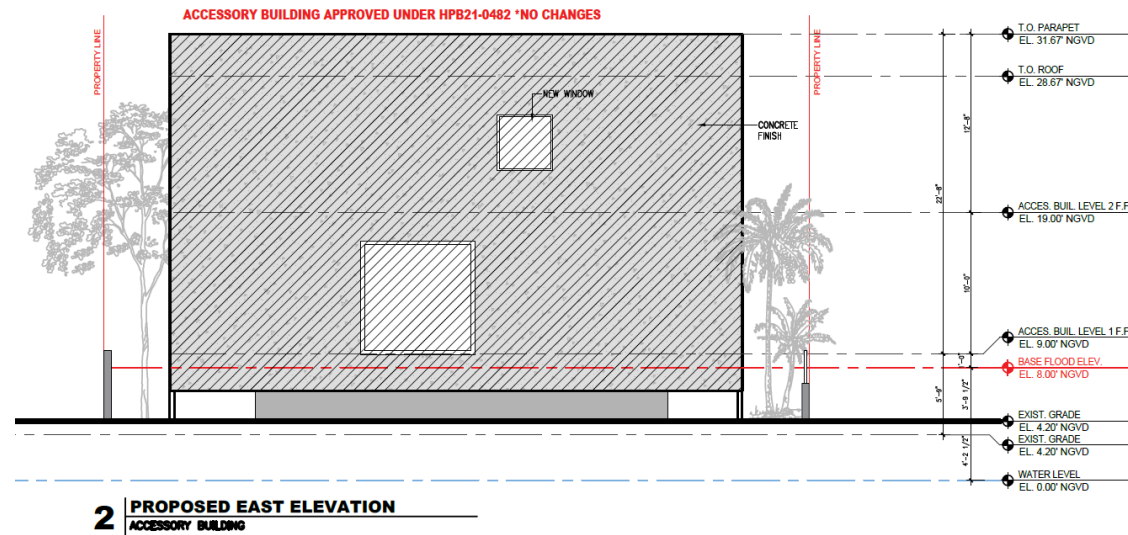 ACCESSORY BUILDING APPROVED UNDER HPB21-0482 *NO CHANGES
PROPERTY LINE
PROPERTY LINE
T.O. PARAPET
EL. 31.67' NGVD
T.O. ROOF
EL. 28.67' NGVD
NEW WINDOW
CONCRETE
FINISH
12'-8"
22'-8"
ACCES. BUIL. LEVEL 2 F.F
EL. 19.00' NGVD
10'-0"
ACCES. BUIL. LEVEL 1 F.F
EL. 9.00' NGVD
1'-0"
BASE FLOOD ELEV.
EL. 8.00' NGVD
3'-9 1/2"
EXIST. GRADE
EL. 4.20' NGVD
EXIST. GRADE
EL. 4.20' NGVD
4'-2 1/2"
WATER LEVEL
EL. 0.00' NGVD
2
PROPOSED EAST ELEVATION
ACCESSORY BUILDING